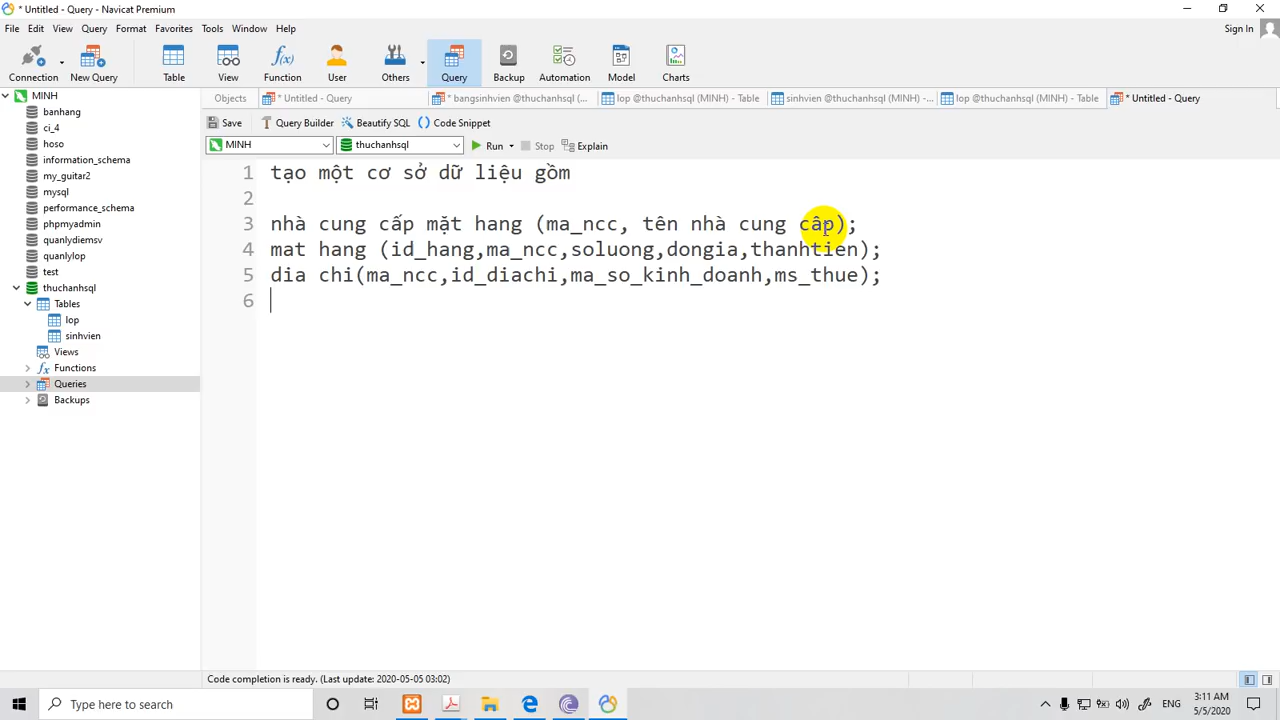 * Untitled - Query - Navicat Premium
File Edit View Query Format Tools Favorites Window Help
Sign In
Connection New Query Table View Function User Others Query Backup Automation Model Charts
Objects * Untitled - Query * bangsinhvien @thuchanhsql (... lop @thuchanhsql (MINH) - Table sinhvien @thuchanhsql (MINH) -... lop @thuchanhsql (MINH) - Table * Untitled - Query
Save Query Builder Beautify SQL () Code Snippet
MINH thuchanhsql Run Stop Explain
MINH
banhang
ci_4
hoso
information_schema
my_guitar2
mysql
performance_schema
phpmyadmin
quanlydiemsv
quanlylop
test
thuchanhsql
Tables
lop
sinhvien
Views
fx Functions
Queries
Backups
1 tạo một cơ sở dữ liệu gồm
2
3 nhà cung cấp mặt hang (ma_ncc, tên nhà cung câp);
4 mat hang (id_hang,ma_ncc,soluong,dongia,thanhtien);
5 dia chi(ma_ncc,id_diachi,ma_so_kinh_doanh,ms_thue);
6
Code completion is ready. (Last update: 2020-05-05 03:02)
Type here to search
ENG
3:11 AM
5/5/2020